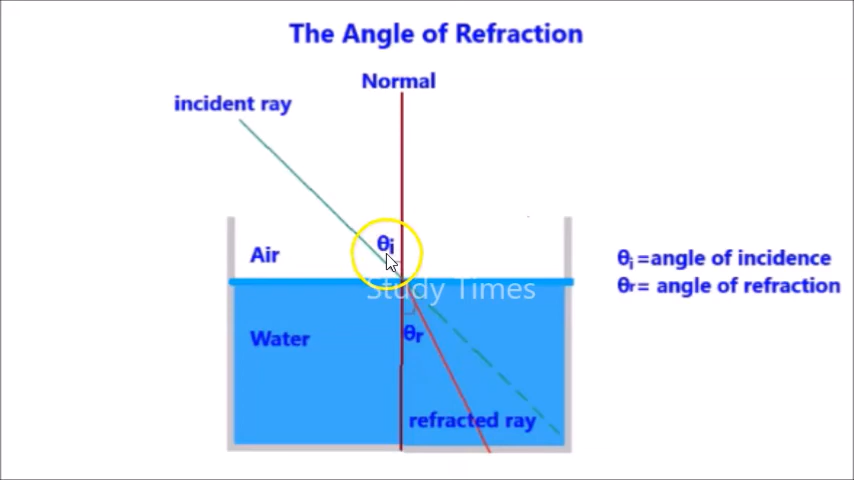 The Angle of Refraction
Normal
incident ray
θi
Air
θi =angle of incidence
Study Times
θr= angle of refraction
Water
θr
refracted ray